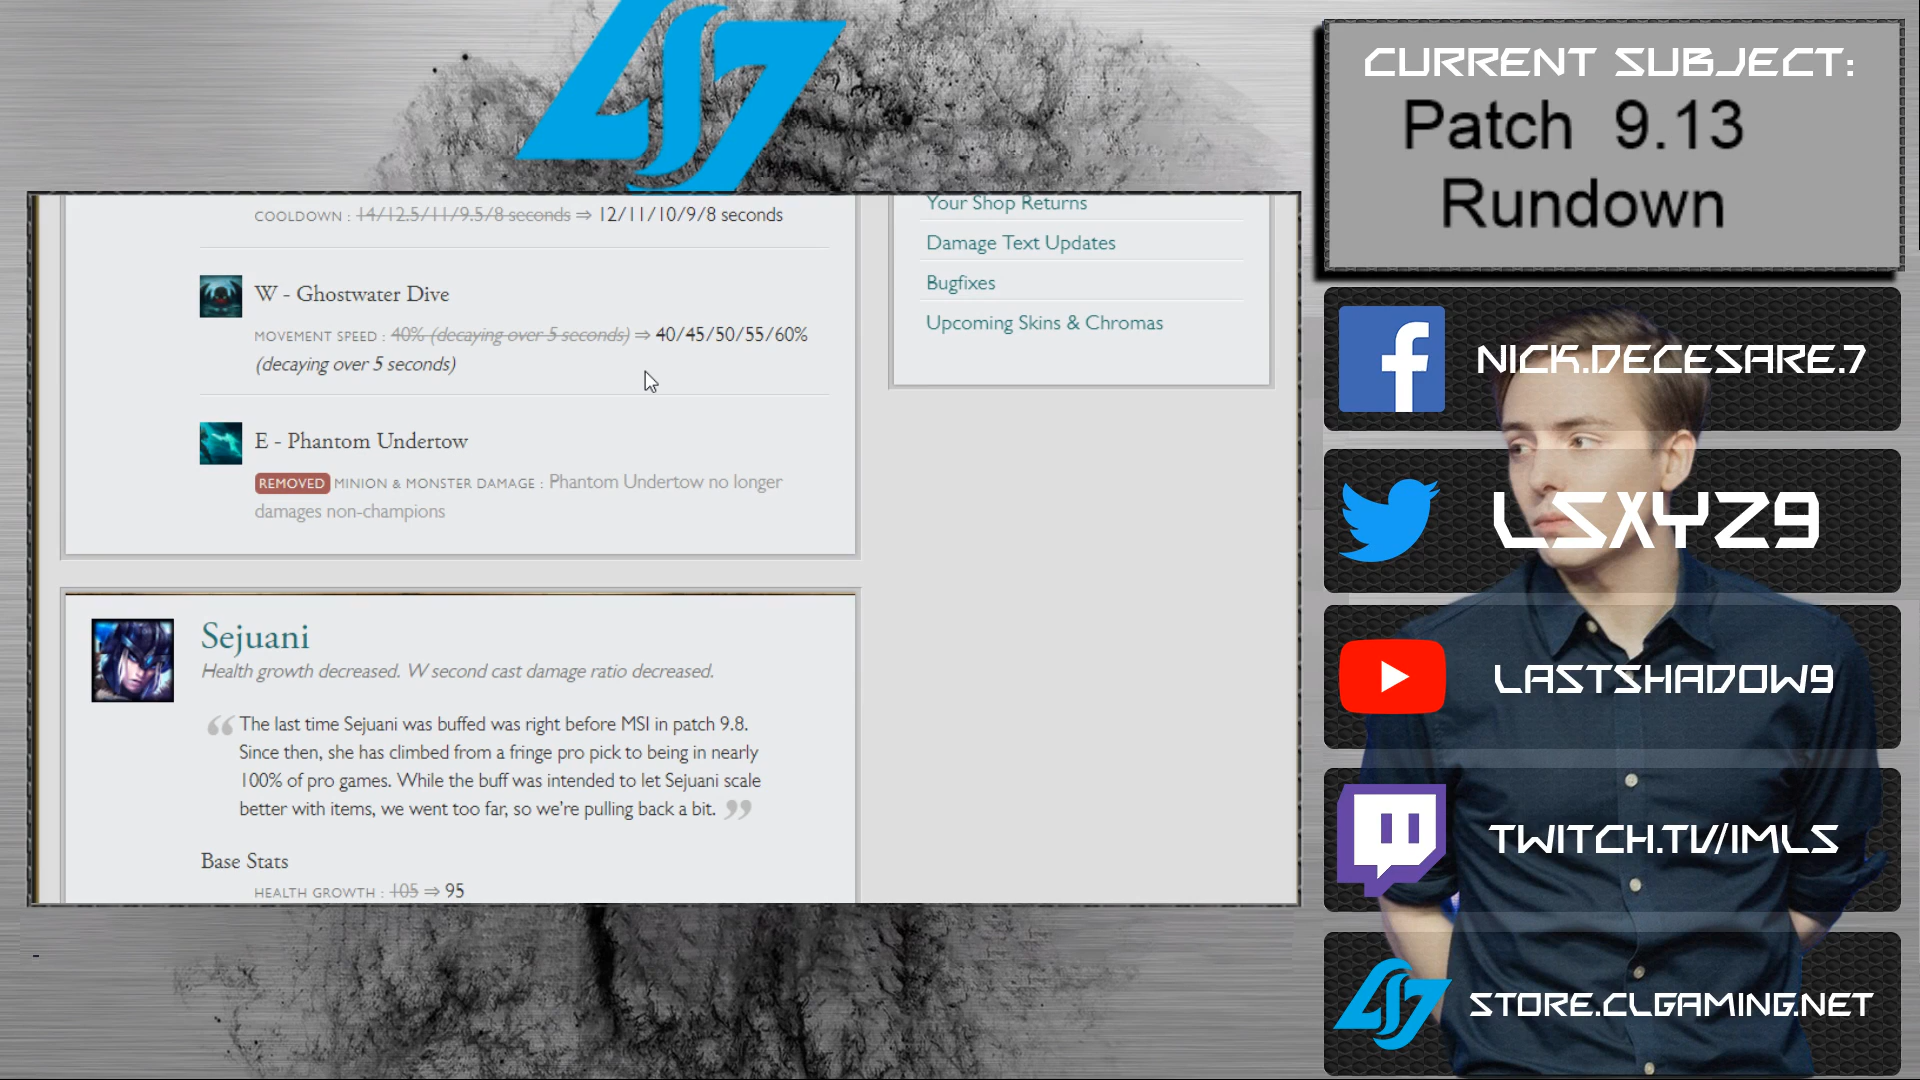 CURRENT SUBJECT:
Patch 9.13
Rundown
COOLDOWN : 14/12.5/11/9.5/8 seconds ⇒ 12/11/10/9/8 seconds
W - Ghostwater Dive
MOVEMENT SPEED : 40% (decaying over 5 seconds) ⇒ 40/45/50/55/60%
(decaying over 5 seconds)
E - Phantom Undertow
REMOVED MINION & MONSTER DAMAGE : Phantom Undertow no longer
damages non-champions
Sejuani
Health growth decreased. W second cast damage ratio decreased.
“ The last time Sejuani was buffed was right before MSI in patch 9.8.
Since then, she has climbed from a fringe pro pick to being in nearly
100% of pro games. While the buff was intended to let Sejuani scale
better with items, we went too far, so we're pulling back a bit. ”
Base Stats
HEALTH GROWTH : 105 ⇒ 95
Your Shop Returns
Damage Text Updates
Bugfixes
Upcoming Skins & Chromas
NICK.DECESARE.7
LSXYZ9
LASTSHADOW9
TWITCH.TV/IMLS
STORE.CLGAMING.NET
-